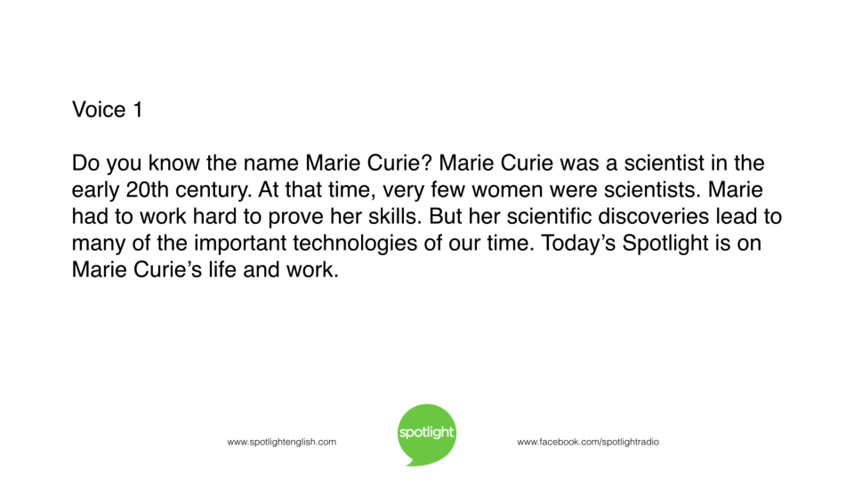 Voice 1
Do you know the name Marie Curie? Marie Curie was a scientist in the
early 20th century. At that time, very few women were scientists. Marie
had to work hard to prove her skills. But her scientific discoveries lead to
many of the important technologies of our time. Today’s Spotlight is on
Marie Curie’s life and work.
www.spotlightenglish.com
spotlight
www.facebook.com/spotlightradio